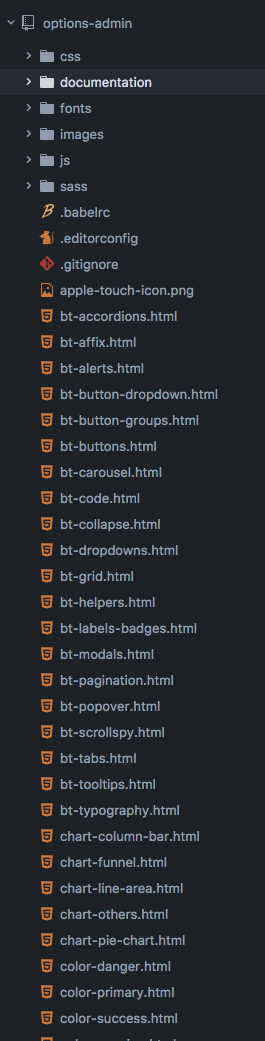 options-admin
css
documentation
fonts
images
js
sass
.babelrc
.editorconfig
.gitignore
apple-touch-icon.png
bt-accordions.html
bt-affix.html
bt-alerts.html
bt-button-dropdown.html
bt-button-groups.html
bt-buttons.html
bt-carousel.html
bt-code.html
bt-collapse.html
bt-dropdowns.html
bt-grid.html
bt-helpers.html
bt-labels-badges.html
bt-modals.html
bt-pagination.html
bt-popover.html
bt-scrollspy.html
bt-tabs.html
bt-tooltips.html
bt-typography.html
chart-column-bar.html
chart-funnel.html
chart-line-area.html
chart-others.html
chart-pie-chart.html
color-danger.html
color-primary.html
color-success.html